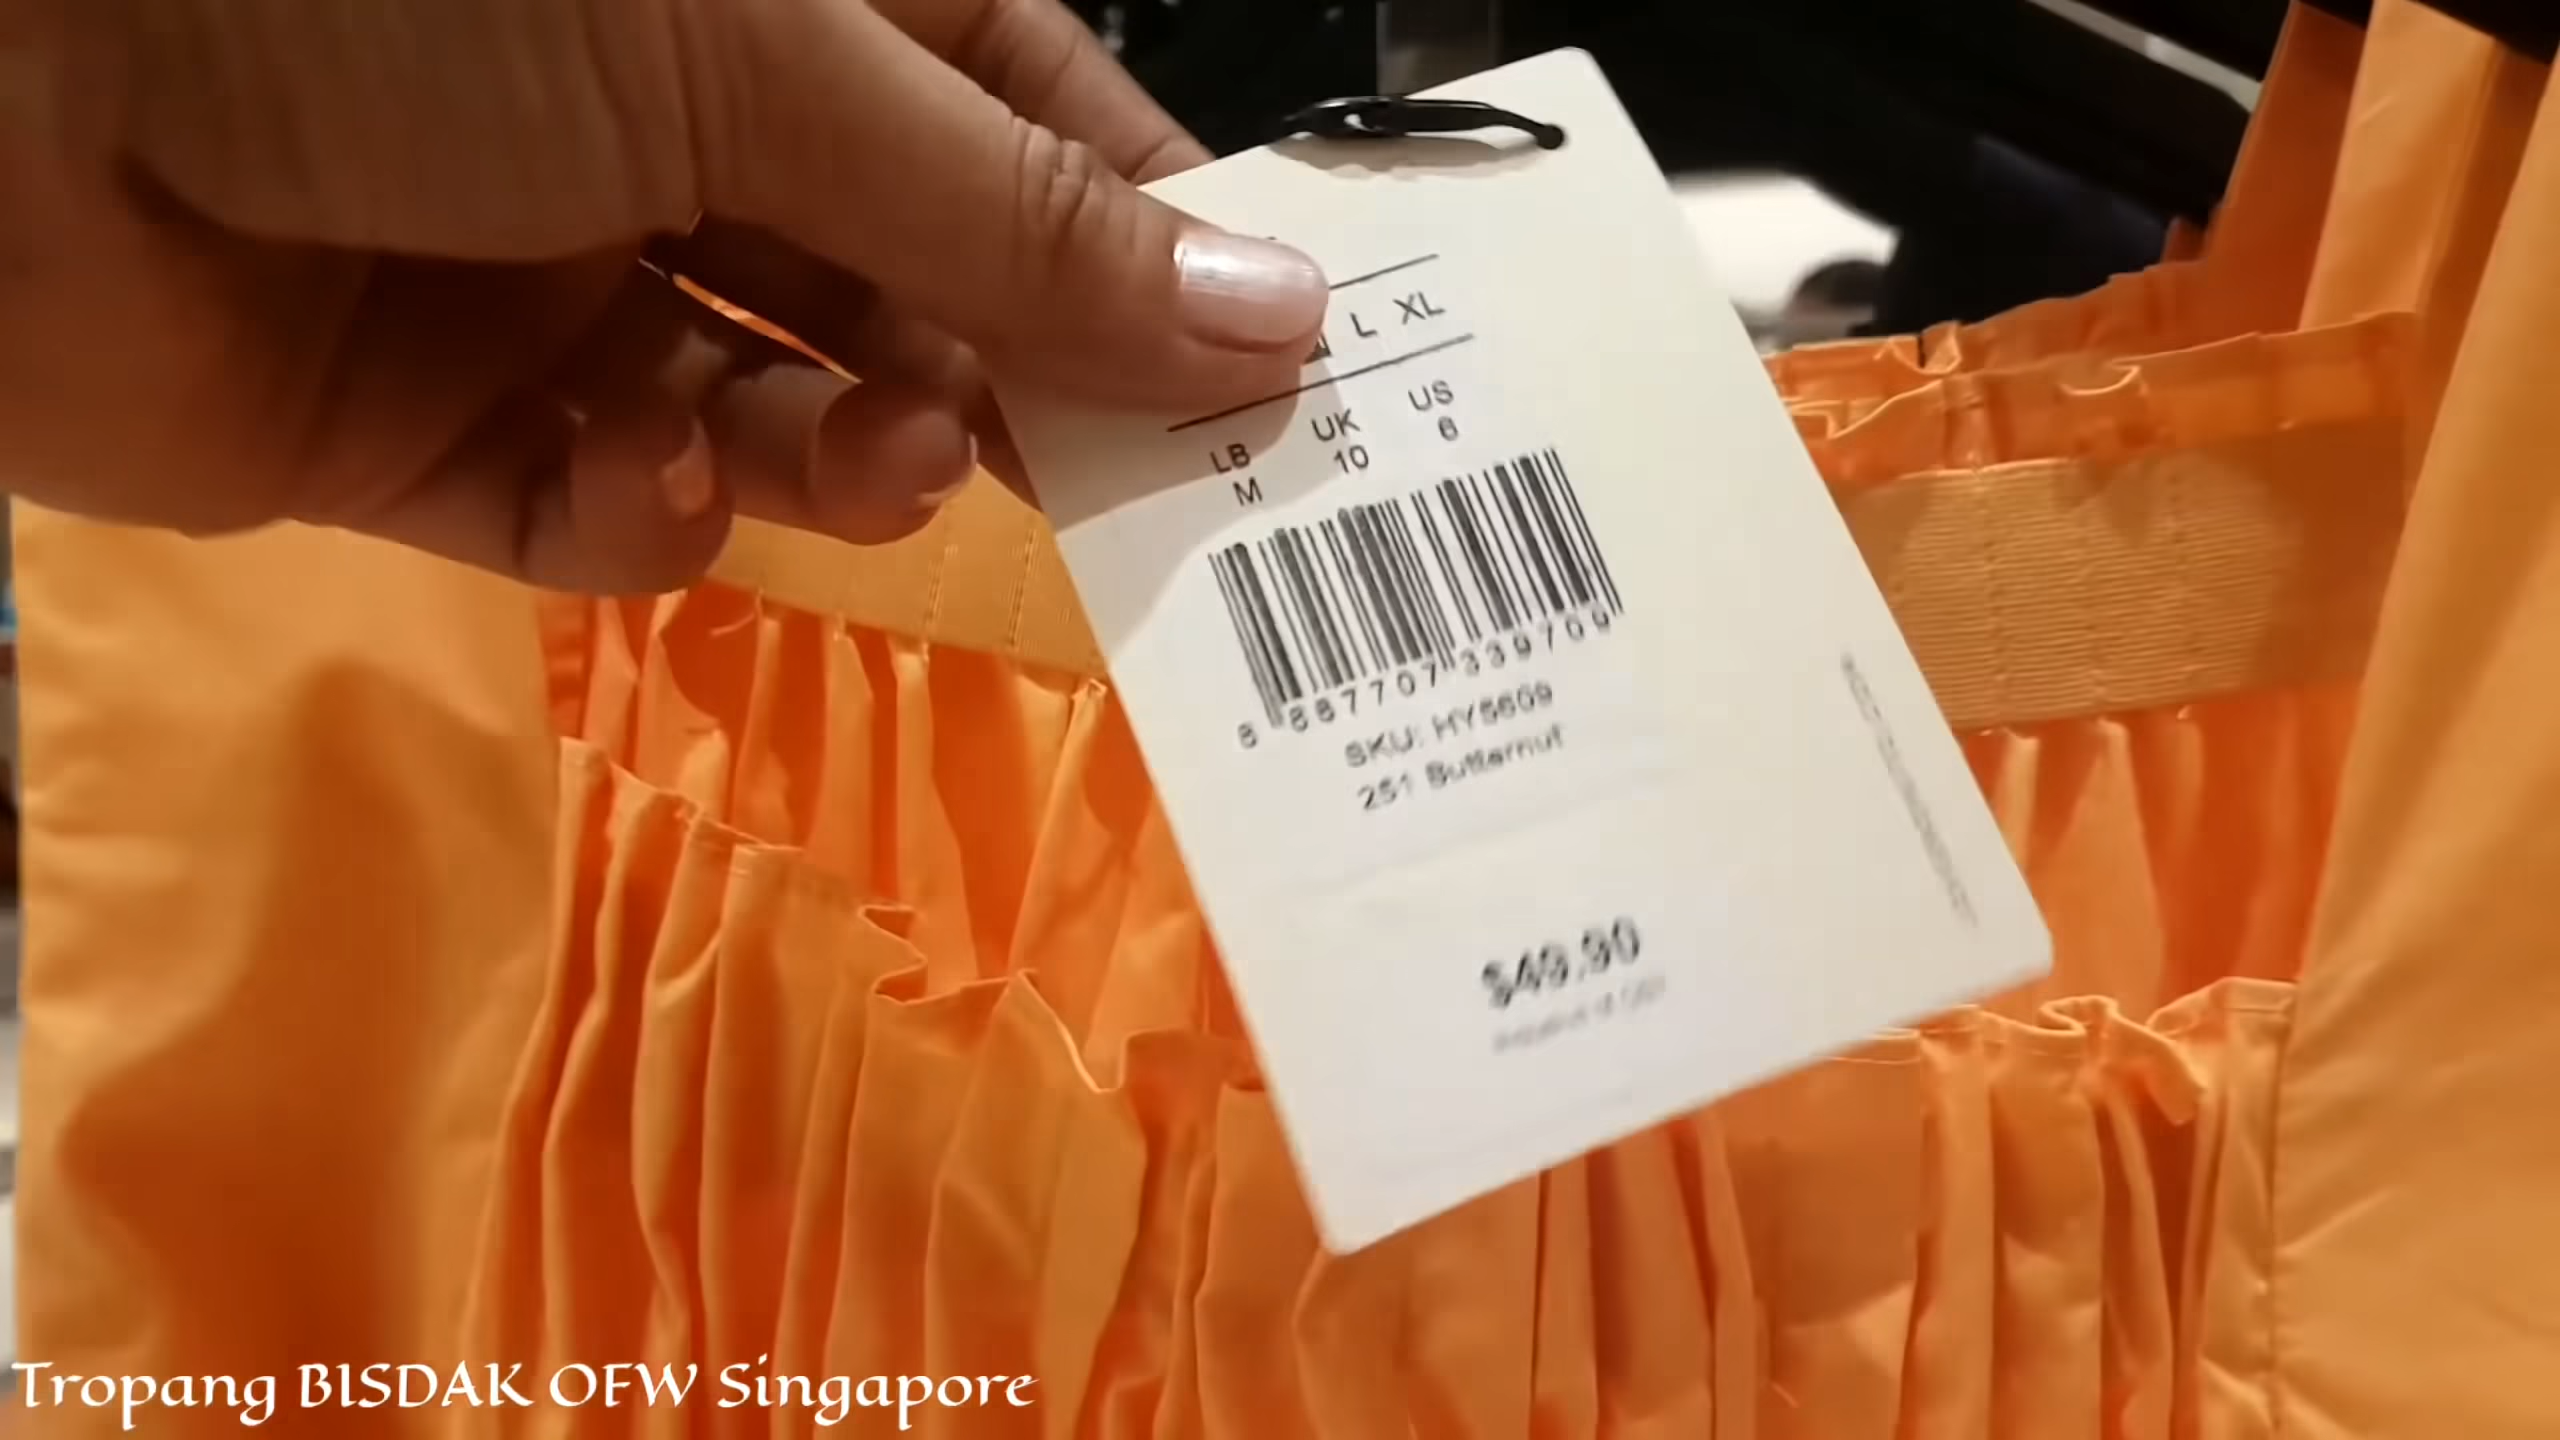 L XL
LB UK US
M 10 6
8 887707 339709
SKU: HY5609
251 Butternut
$49.90
Tropang BISDAK OFW Singapore